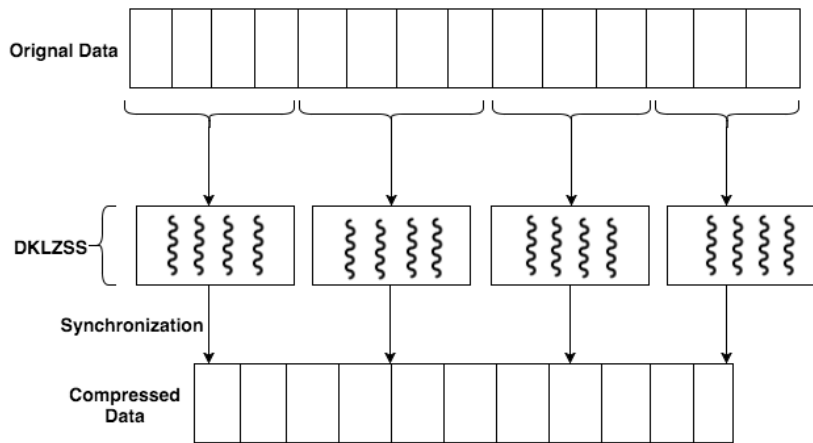 Orignal Data
DKLZSS
Synchronization
Compressed
Data